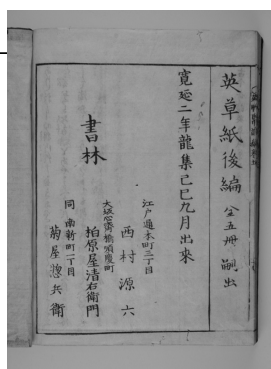 英草紙後編 全五冊 嗣出
寛延二年龍集己巳九月出來
江戸通本町三丁目
西村源六
大坂心齋橋順慶町
書林
柏原屋清右衛門
同南新町一丁目
菊屋惣兵衛